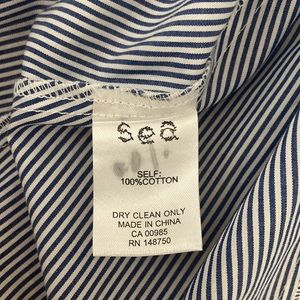 sea
SELF:
100%COTTON
DRY CLEAN ONLY
MADE IN CHINA
CA 00985
RN 148750